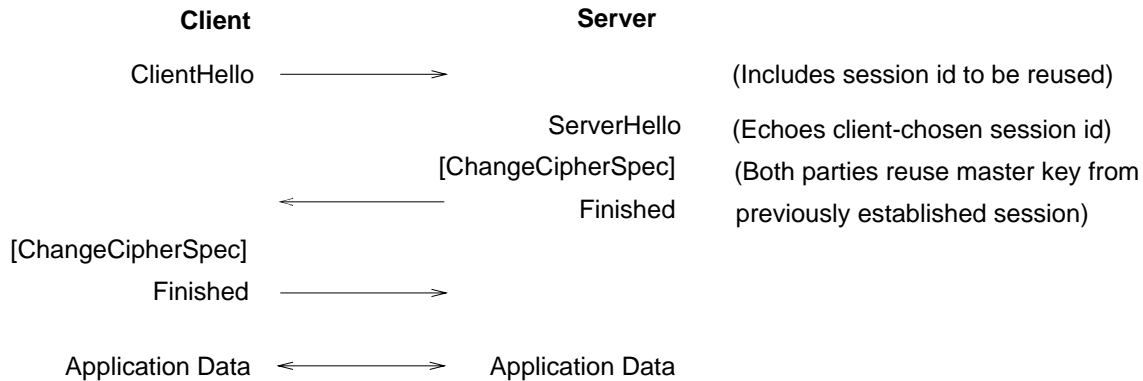 Client Server
ClientHello (Includes session id to be reused)
ServerHello (Echoes client-chosen session id)
[ChangeCipherSpec] (Both parties reuse master key from
Finished previously established session)
[ChangeCipherSpec]
Finished
Application Data Application Data